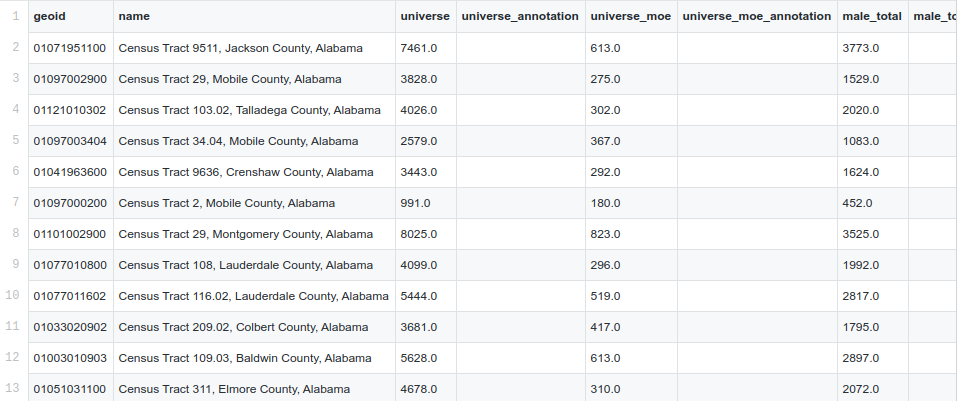 1 geoid name universe universe_annotation universe_moe universe_moe_annotation male_total male_to
2 01071951100 Census Tract 9511, Jackson County, Alabama 7461.0 613.0 3773.0
3 01097002900 Census Tract 29, Mobile County, Alabama 3828.0 275.0 1529.0
4 01121010302 Census Tract 103.02, Talladega County, Alabama 4026.0 302.0 2020.0
5 01097003404 Census Tract 34.04, Mobile County, Alabama 2579.0 367.0 1083.0
6 01041963600 Census Tract 9636, Crenshaw County, Alabama 3443.0 292.0 1624.0
7 01097000200 Census Tract 2, Mobile County, Alabama 991.0 180.0 452.0
8 01101002900 Census Tract 29, Montgomery County, Alabama 8025.0 823.0 3525.0
9 01077010800 Census Tract 108, Lauderdale County, Alabama 4099.0 296.0 1992.0
10 01077011602 Census Tract 116.02, Lauderdale County, Alabama 5444.0 519.0 2817.0
11 01033020902 Census Tract 209.02, Colbert County, Alabama 3681.0 417.0 1795.0
12 01003010903 Census Tract 109.03, Baldwin County, Alabama 5628.0 613.0 2897.0
13 01051031100 Census Tract 311, Elmore County, Alabama 4678.0 310.0 2072.0